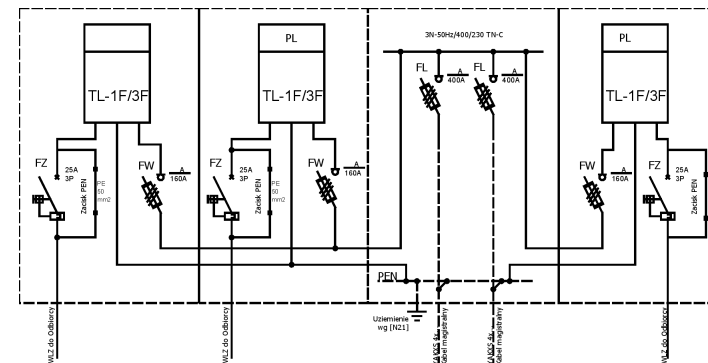 3N-50Hz/400/230 TN-C
PL
PL
TL-1F/3F
TL-1F/3F
TL-1F/3F
FL
A
400A
FL
A
400A
FZ
25A
3P
Zacisk PEN
PE
50
mm2
FW
A
160A
FZ
25A
3P
Zacisk PEN
PE
50
mm2
FW
A
160A
FW
A
160A
FZ
25A
3P
Zacisk PEN
PEN
Uziemienie
wg [N21]
WLZ do Odbiorcy
WLZ do Odbiorcy
kabel magistralny
kabel magistralny
WLZ do Odbiorcy